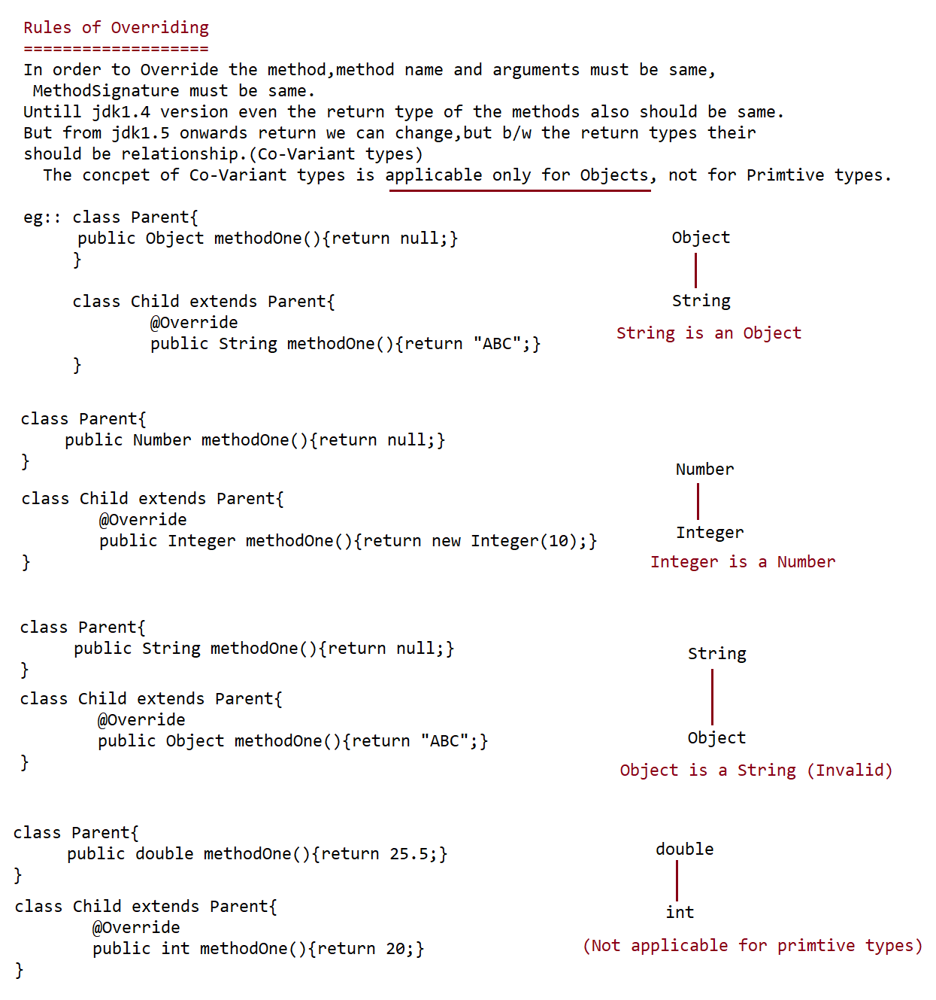 Rules of Overriding
===================
In order to Override the method,method name and arguments must be same,
MethodSignature must be same.
Untill jdk1.4 version even the return type of the methods also should be same.
But from jdk1.5 onwards return we can change,but b/w the return types their
should be relationship.(Co-Variant types)
The concpet of Co-Variant types is applicable only for Objects, not for Primtive types.
eg:: class Parent{
public Object methodOne(){return null;}
}
class Child extends Parent{
@Override
public String methodOne(){return "ABC";}
}
Object
String
String is an Object
class Parent{
public Number methodOne(){return null;}
}
class Child extends Parent{
@Override
public Integer methodOne(){return new Integer(10);}
}
Number
Integer
Integer is a Number
class Parent{
public String methodOne(){return null;}
}
class Child extends Parent{
@Override
public Object methodOne(){return "ABC";}
}
String
Object
Object is a String (Invalid)
class Parent{
public double methodOne(){return 25.5;}
}
class Child extends Parent{
@Override
public int methodOne(){return 20;}
}
double
int
(Not applicable for primtive types)